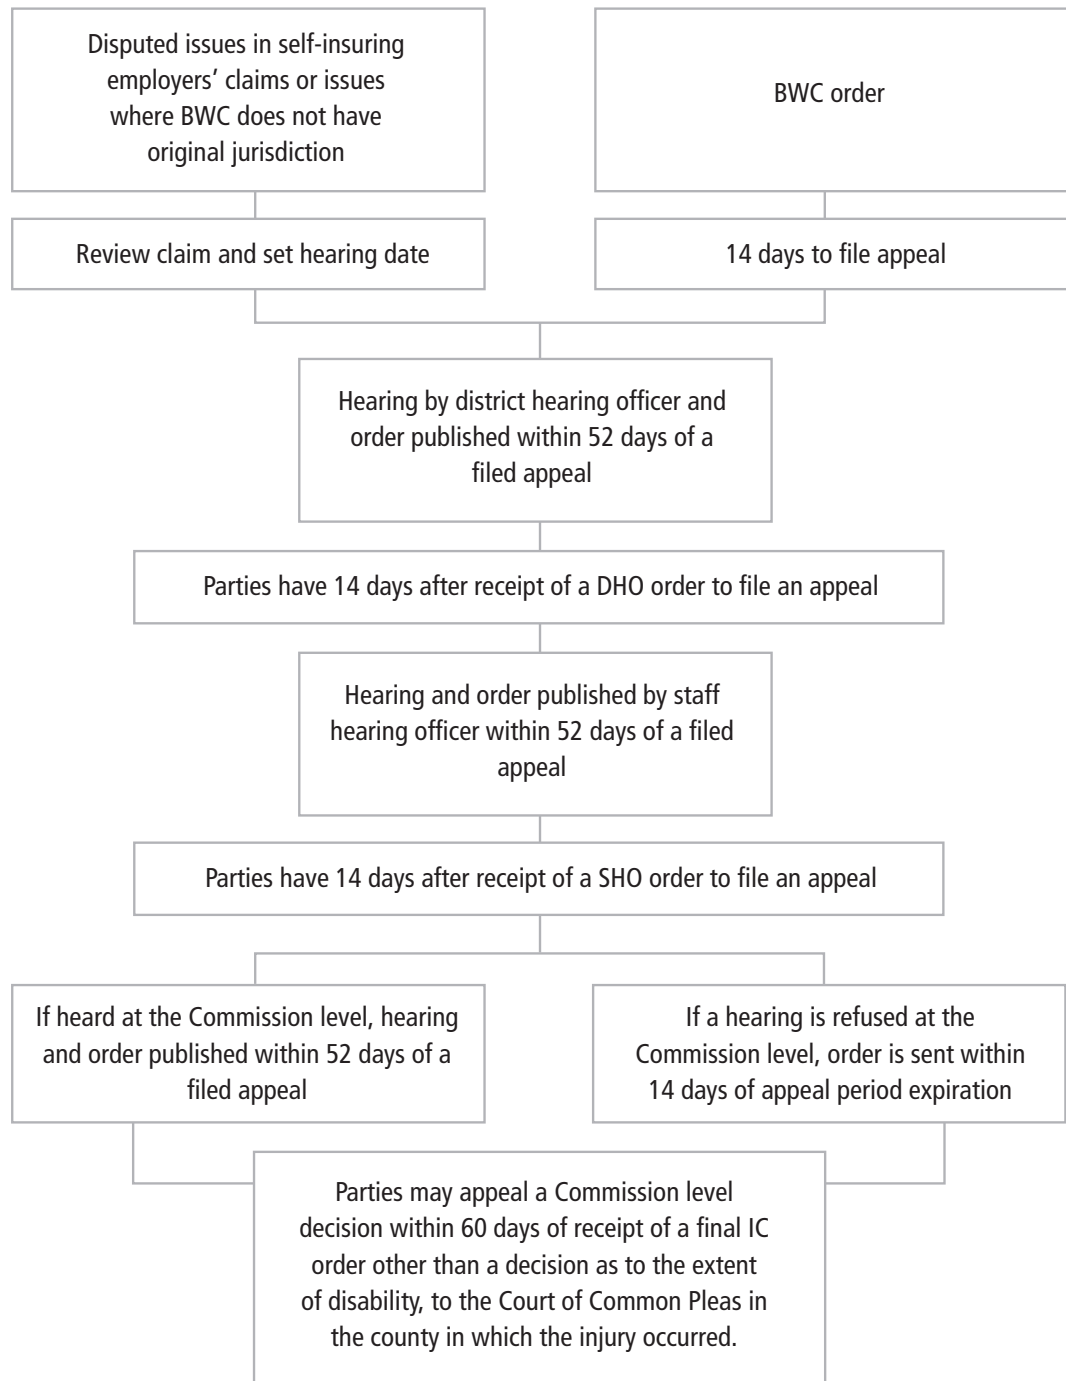 Disputed issues in self-insuring
employers’ claims or issues
where BWC does not have
original jurisdiction
BWC order
Review claim and set hearing date
14 days to file appeal
Hearing by district hearing officer and
order published within 52 days of a
filed appeal
Parties have 14 days after receipt of a DHO order to file an appeal
Hearing and order published by staff
hearing officer within 52 days of a filed
appeal
Parties have 14 days after receipt of a SHO order to file an appeal
If heard at the Commission level, hearing
and order published within 52 days of a
filed appeal
If a hearing is refused at the
Commission level, order is sent within
14 days of appeal period expiration
Parties may appeal a Commission level
decision within 60 days of receipt of a final IC
order other than a decision as to the extent
of disability, to the Court of Common Pleas in
the county in which the injury occurred.